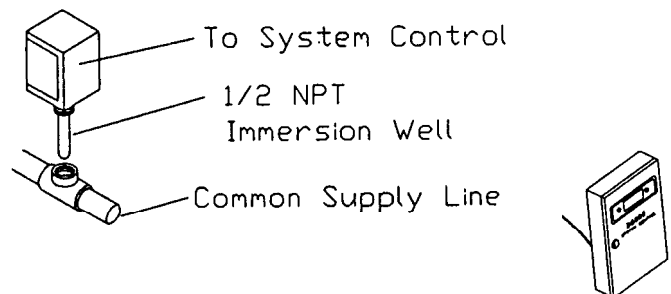 To System Control
1/2 NPT
Immersion Well
Common Supply Line